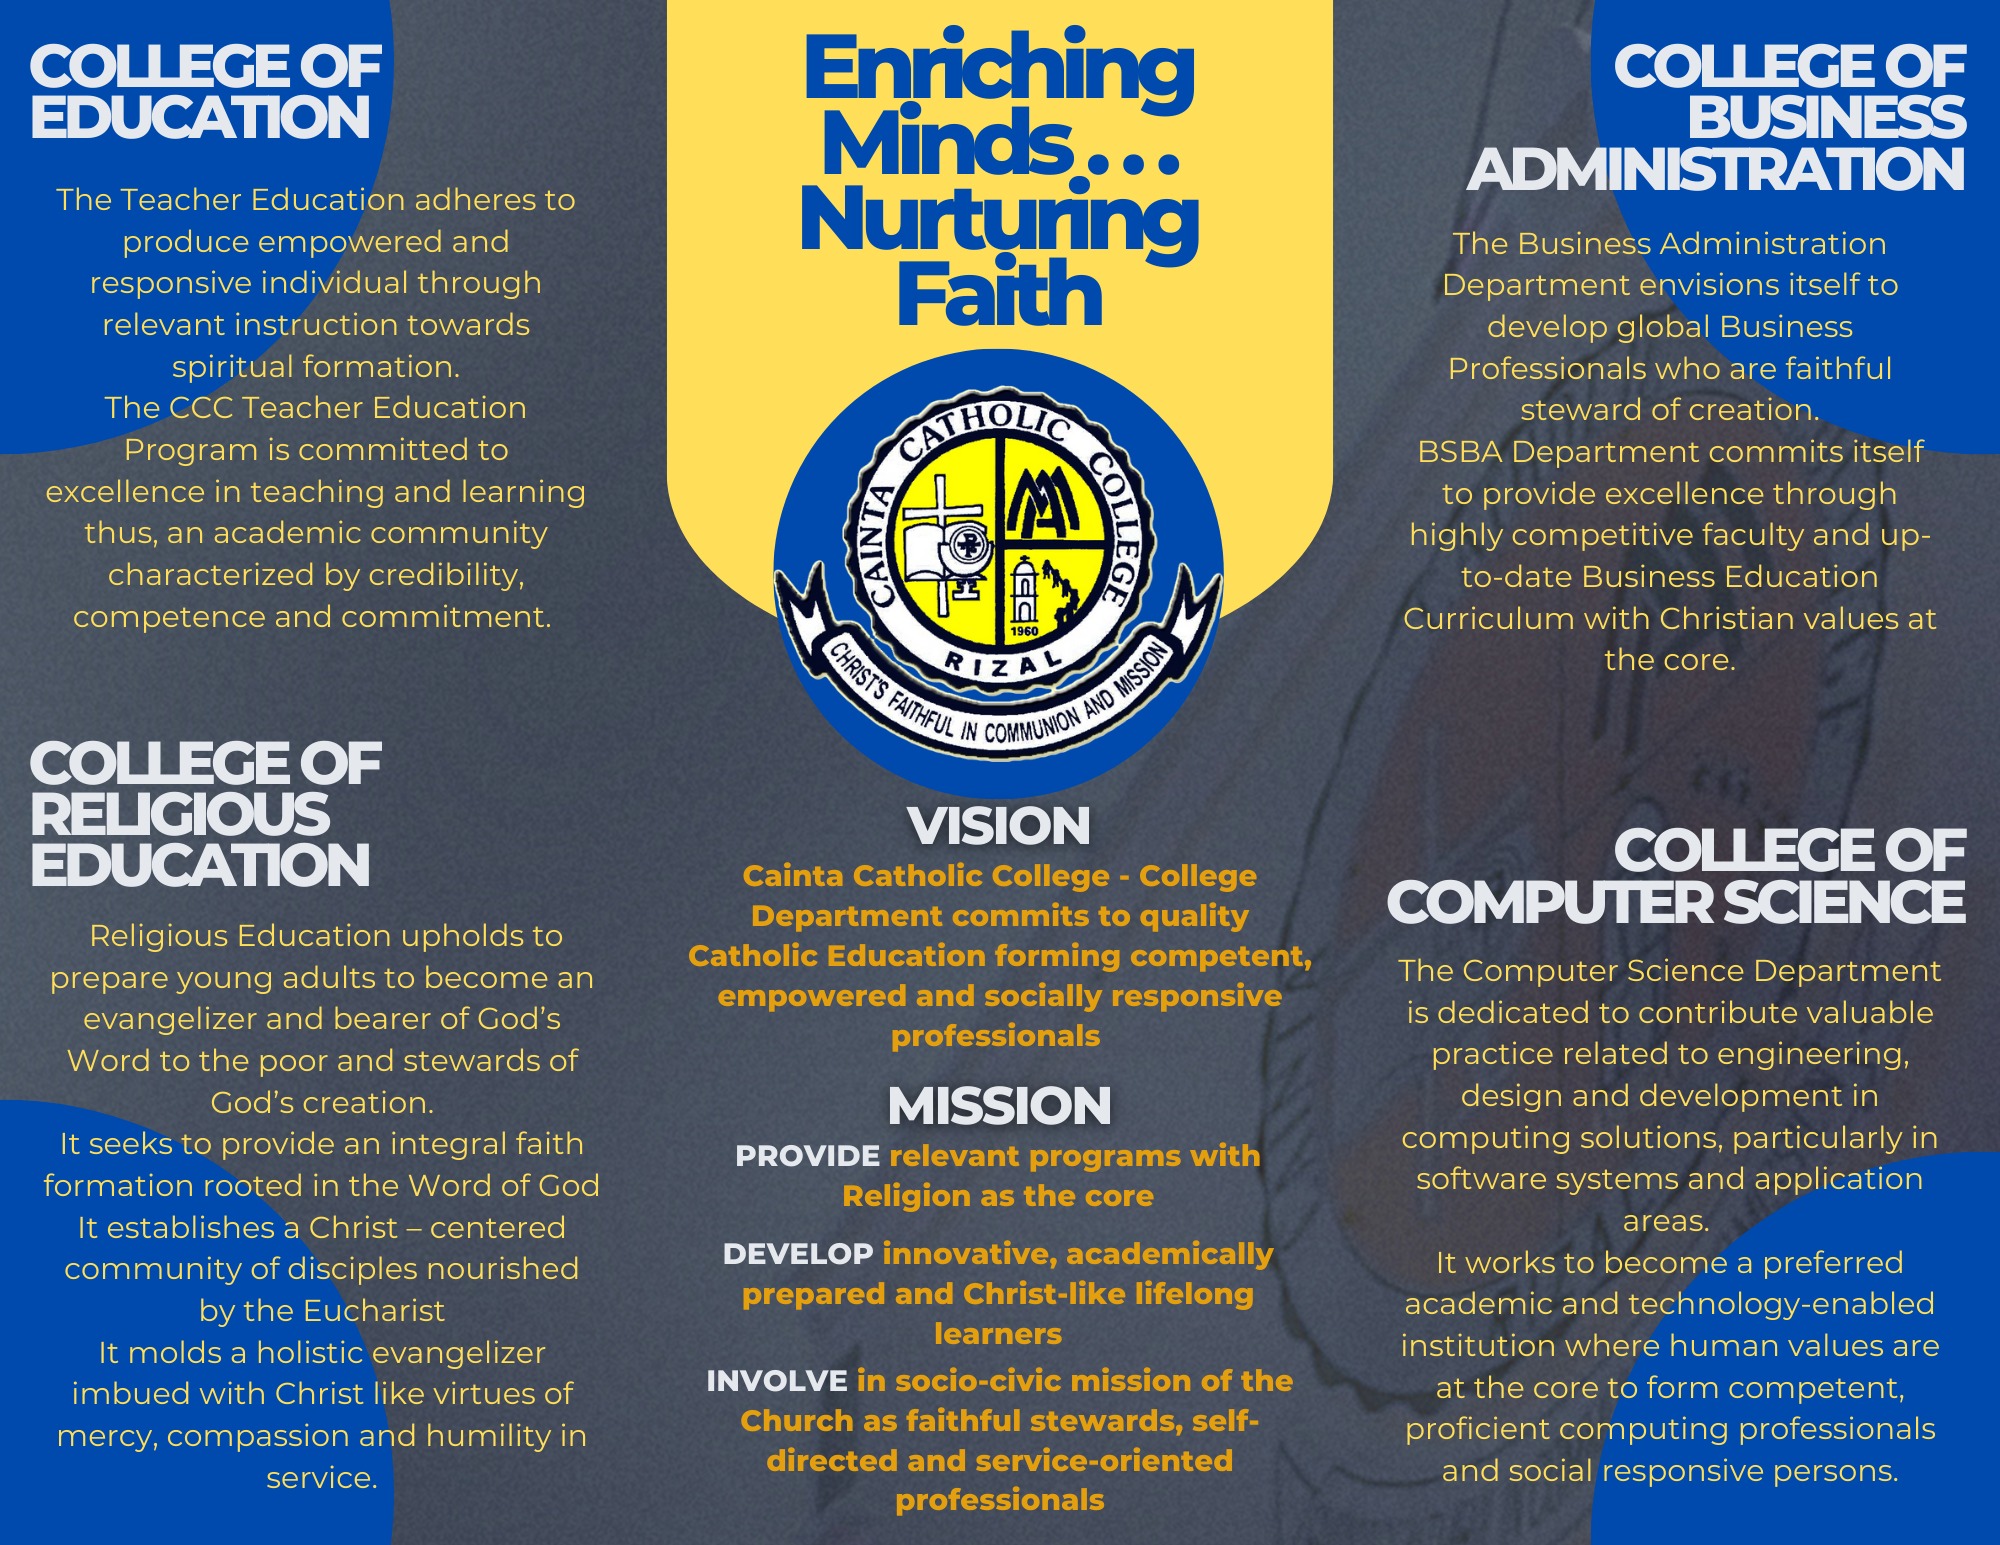 COLLEGE OF
EDUCATION
The Teacher Education adheres to
produce empowered and
responsive individual through
relevant instruction towards
spiritual formation.
The CCC Teacher Education
Program is committed to
excellence in teaching and learning
thus, an academic community
characterized by credibility,
competence and commitment.
COLLEGE OF
RELIGIOUS
EDUCATION
Religious Education upholds to
prepare young adults to become an
evangelizer and bearer of God’s
Word to the poor and stewards of
God’s creation.
It seeks to provide an integral faith
formation rooted in the Word of God
It establishes a Christ – centered
community of disciples nourished
by the Eucharist
It molds a holistic evangelizer
imbued with Christ like virtues of
mercy, compassion and humility in
service.
Enriching
Minds...
Nurturing
Faith
CAINTA CATHOLIC COLLEGE
1960
RIZAL
CHRIST'S FAITHFUL IN COMMUNION AND MISSION
VISION
Cainta Catholic College - College
Department commits to quality
Catholic Education forming competent,
empowered and socially responsive
professionals
MISSION
PROVIDE relevant programs with
Religion as the core
DEVELOP innovative, academically
prepared and Christ-like lifelong
learners
INVOLVE in socio-civic mission of the
Church as faithful stewards, self-
directed and service-oriented
professionals
COLLEGE OF
BUSINESS
ADMINISTRATION
The Business Administration
Department envisions itself to
develop global Business
Professionals who are faithful
steward of creation.
BSBA Department commits itself
to provide excellence through
highly competitive faculty and up-
to-date Business Education
Curriculum with Christian values at
the core.
COLLEGE OF
COMPUTER SCIENCE
The Computer Science Department
is dedicated to contribute valuable
practice related to engineering,
design and development in
computing solutions, particularly in
software systems and application
areas.
It works to become a preferred
academic and technology-enabled
institution where human values are
at the core to form competent,
proficient computing professionals
and social responsive persons.